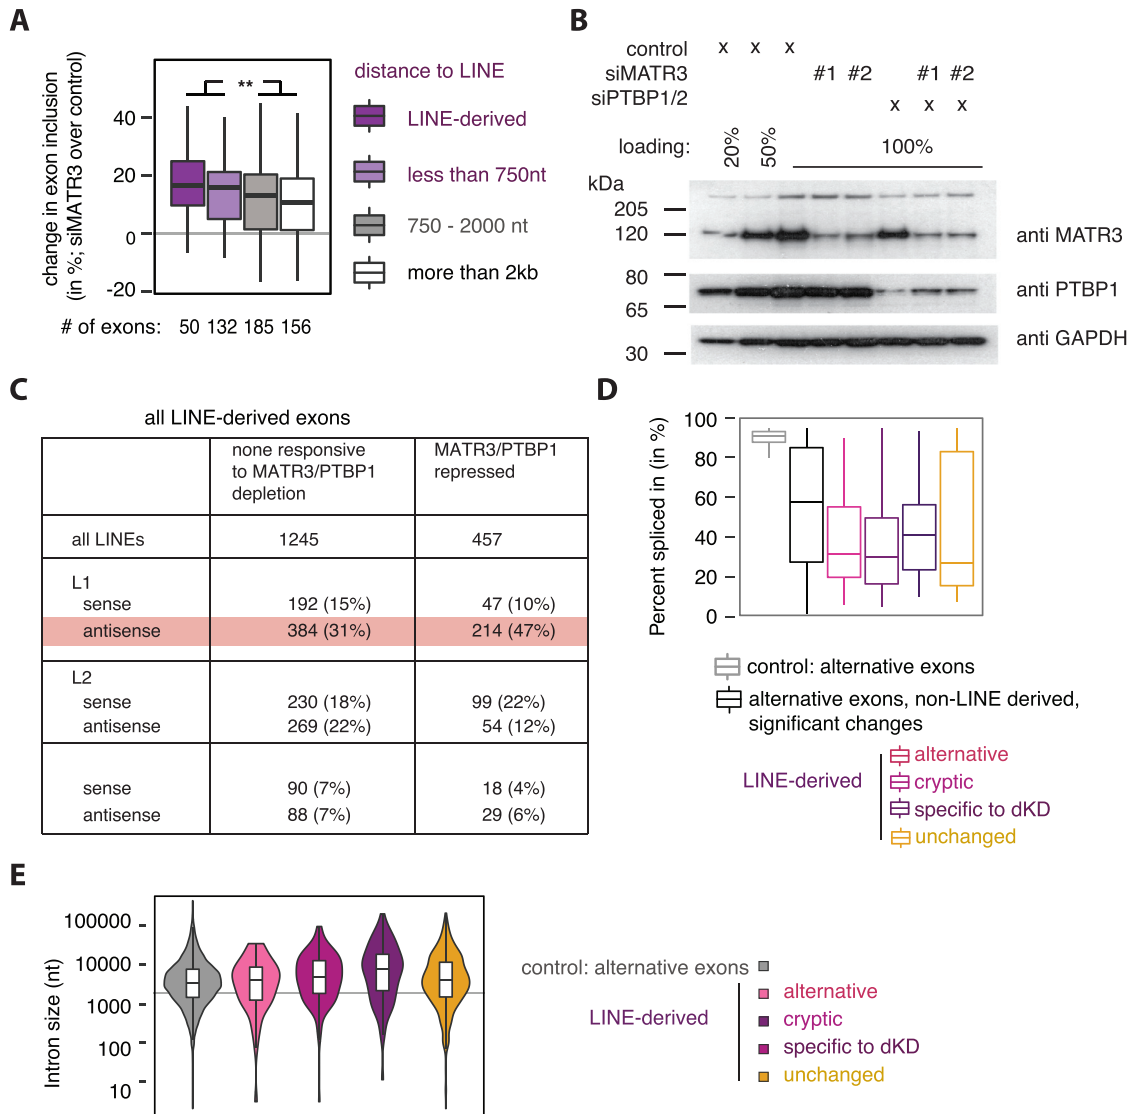 A
change in exon inclusion
(in %; siMATR3 over control)
40
20
0
-20
**
# of exons: 50 132 185 156
distance to LINE
LINE-derived
less than 750nt
750 - 2000 nt
more than 2kb
B
control x x x
siMATR3 #1 #2 #1 #2
siPTBP1/2 x x x
loading: 20% 50% 100%
kDa
205
120
80
65
30
anti MATR3
anti PTBP1
anti GAPDH
C
all LINE-derived exons
none responsive to MATR3/PTBP1 depletion
MATR3/PTBP1 repressed
all LINEs 1245 457
L1
sense 192 (15%) 47 (10%)
antisense 384 (31%) 214 (47%)
L2
sense 230 (18%) 99 (22%)
antisense 269 (22%) 54 (12%)
sense 90 (7%) 18 (4%)
antisense 88 (7%) 29 (6%)
D
Percent spliced in (in %)
100
80
60
40
20
0
control: alternative exons
alternative exons, non-LINE derived,
significant changes
LINE-derived
alternative
cryptic
specific to dKD
unchanged
E
Intron size (nt)
100000
10000
1000
100
10
control: alternative exons
LINE-derived
alternative
cryptic
specific to dKD
unchanged